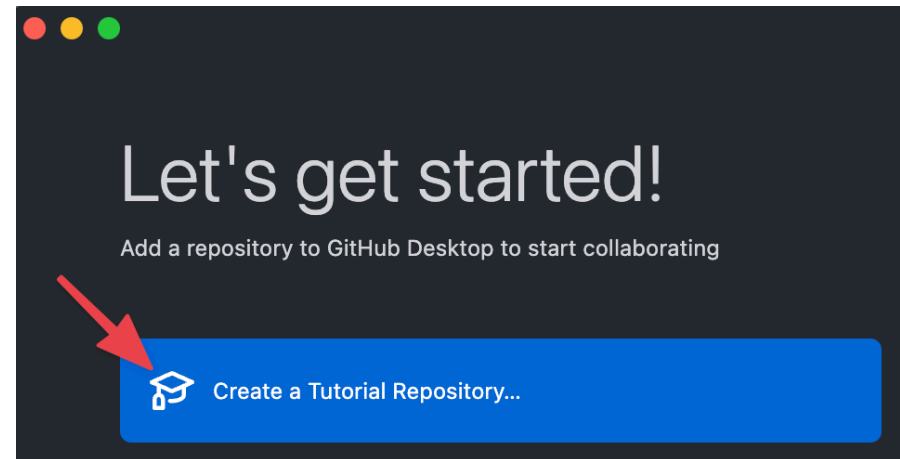 Let's get started!
Add a repository to GitHub Desktop to start collaborating
Create a Tutorial Repository...